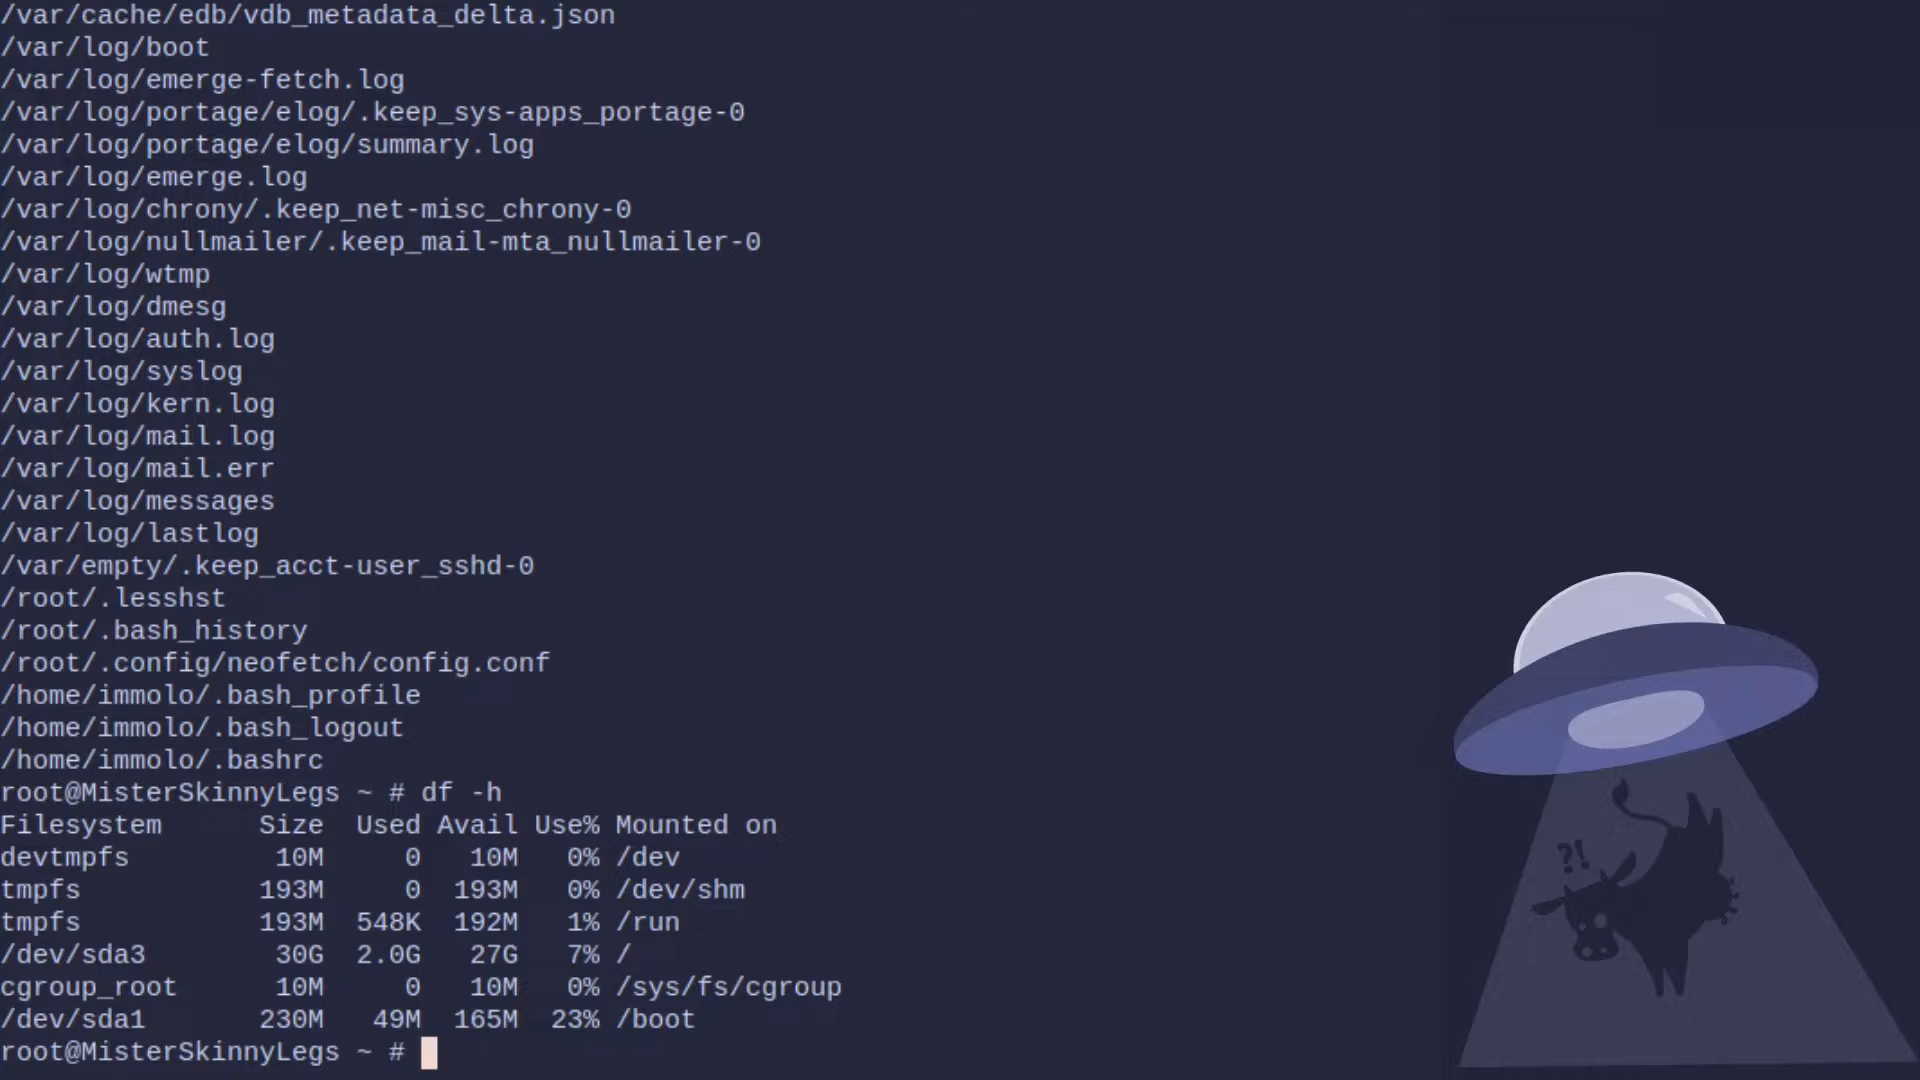 /var/cache/edb/vdb_metadata_delta.json
/var/log/boot
/var/log/emerge-fetch.log
/var/log/portage/elog/.keep_sys-apps_portage-0
/var/log/portage/elog/summary.log
/var/log/emerge.log
/var/log/chrony/.keep_net-misc_chrony-0
/var/log/nullmailer/.keep_mail-mta_nullmailer-0
/var/log/wtmp
/var/log/dmesg
/var/log/auth.log
/var/log/syslog
/var/log/kern.log
/var/log/mail.log
/var/log/mail.err
/var/log/messages
/var/log/lastlog
/var/empty/.keep_acct-user_sshd-0
/root/.lesshst
/root/.bash_history
/root/.config/neofetch/config.conf
/home/immolo/.bash_profile
/home/immolo/.bash_logout
/home/immolo/.bashrc
root@MisterSkinnyLegs ~ # df -h
Filesystem      Size  Used Avail Use% Mounted on
devtmpfs         10M     0   10M   0% /dev
tmpfs           193M     0  193M   0% /dev/shm
tmpfs           193M  548K  192M   1% /run
/dev/sda3        30G  2.0G   27G   7% /
cgroup_root      10M     0   10M   0% /sys/fs/cgroup
/dev/sda1       230M   49M  165M  23% /boot
root@MisterSkinnyLegs ~ #
?!